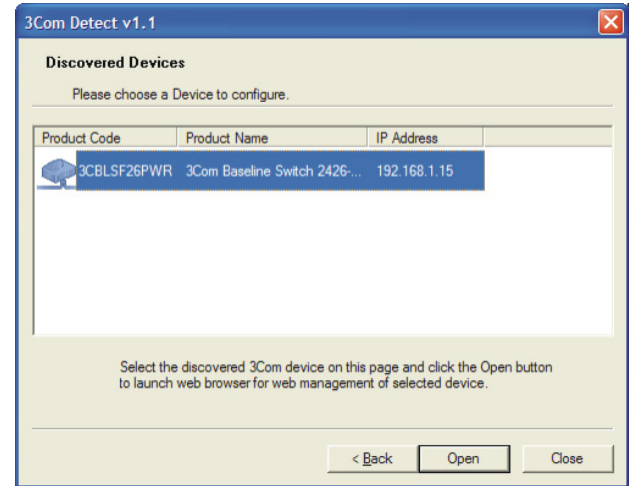 3Com Detect v1.1
Discovered Devices
Please choose a Device to configure.
Product Code Product Name IP Address
3CBLSF26PWR 3Com Baseline Switch 2426-... 192.168.1.15
Select the discovered 3Com device on this page and click the Open button
to launch web browser for web management of selected device.
< Back Open Close